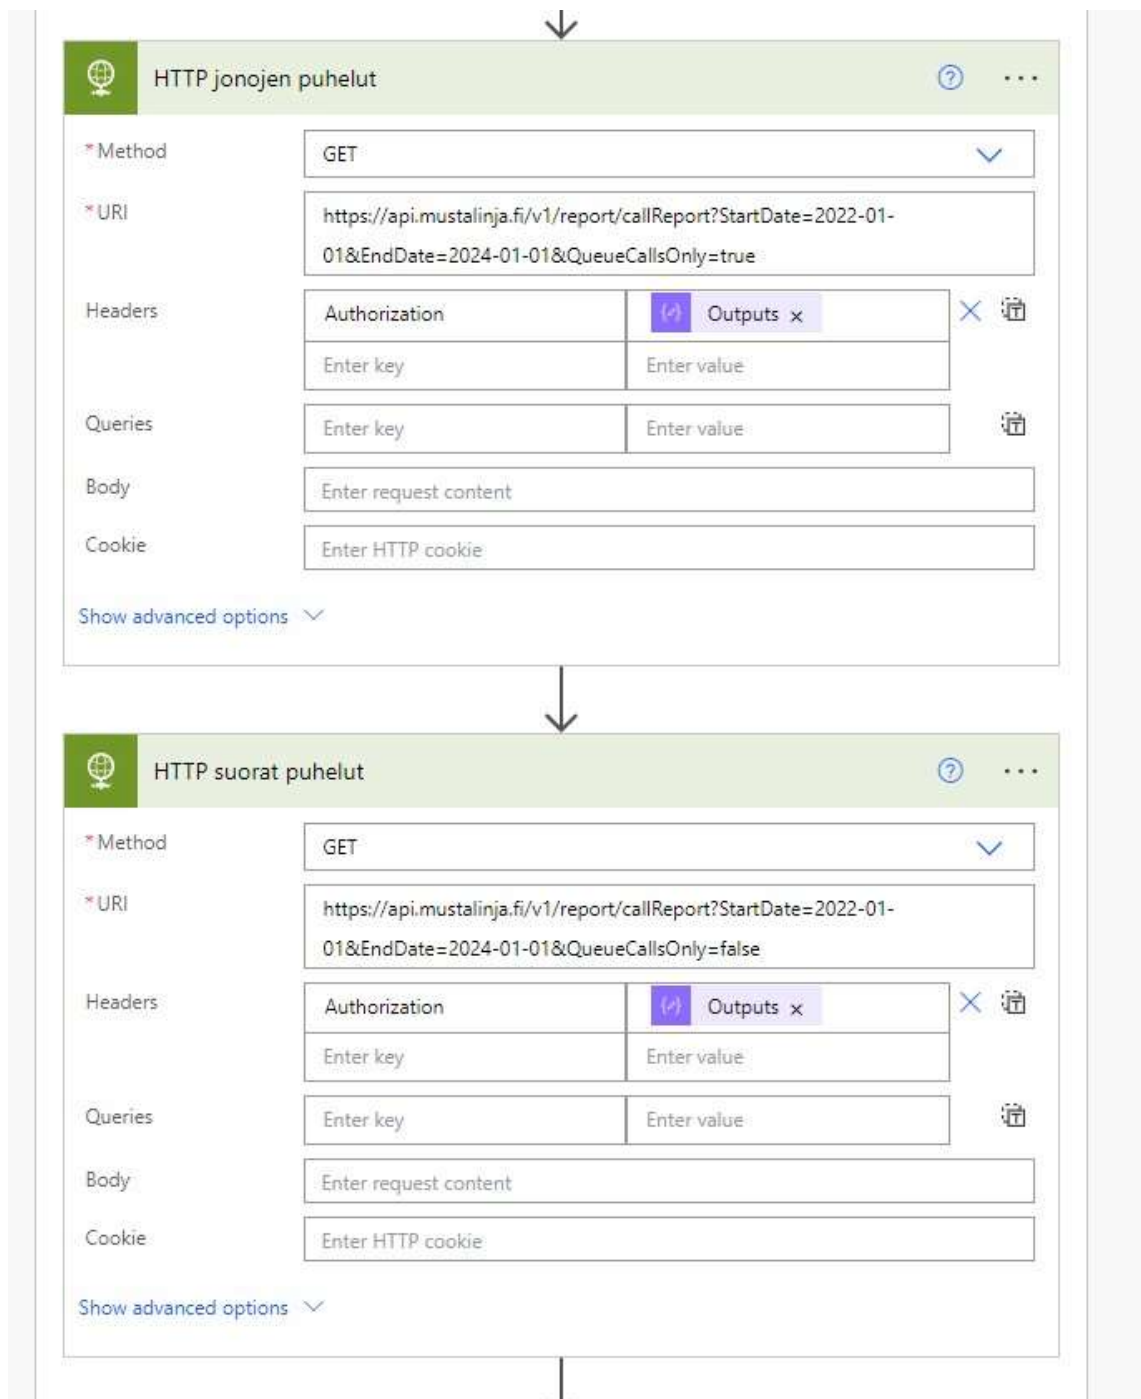 HTTP jonojen puhelut
* Method
GET
* URI
https://api.mustalinja.fi/v1/report/callReport?StartDate=2022-01-
01&EndDate=2024-01-01&QueueCallsOnly=true
Headers
Authorization
Outputs ×
Enter key
Enter value
Queries
Enter key
Enter value
Body
Enter request content
Cookie
Enter HTTP cookie
Show advanced options
HTTP suorat puhelut
* Method
GET
* URI
https://api.mustalinja.fi/v1/report/callReport?StartDate=2022-01-
01&EndDate=2024-01-01&QueueCallsOnly=false
Headers
Authorization
Outputs ×
Enter key
Enter value
Queries
Enter key
Enter value
Body
Enter request content
Cookie
Enter HTTP cookie
Show advanced options